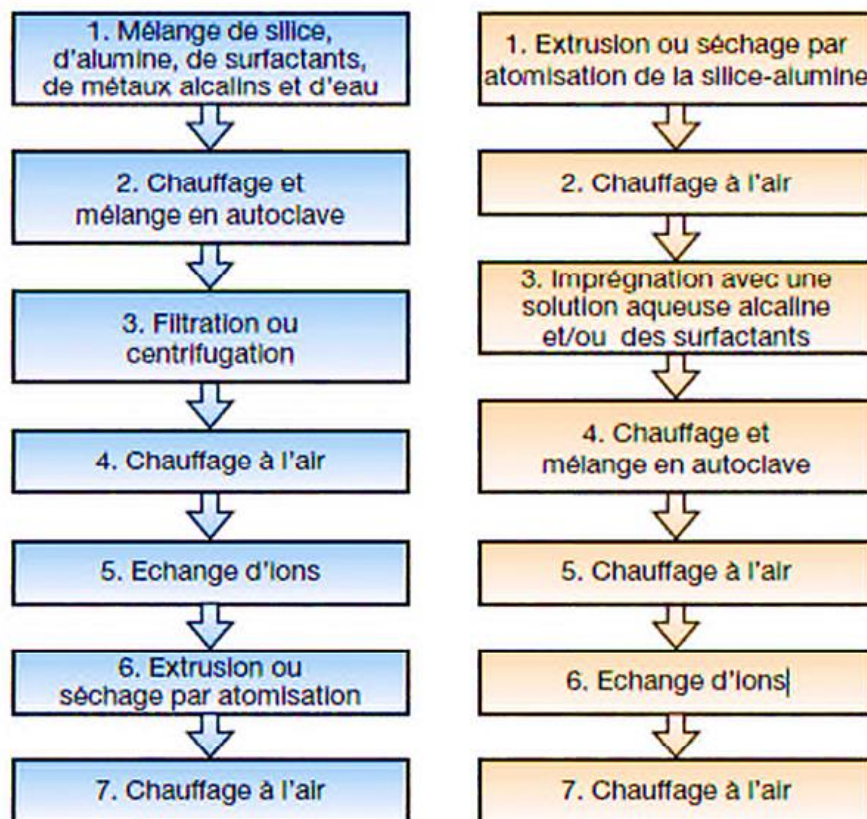 1. Mélange de silice,
d'alumine, de surfactants,
de métaux alcalins et d'eau
2. Chauffage et
mélange en autoclave
3. Filtration ou
centrifugation
4. Chauffage à l'air
5. Echange d'ions
6. Extrusion ou
séchage par atomisation
7. Chauffage à l'air
1. Extrusion ou séchage par
atomisation de la silice-alumine
2. Chauffage à l'air
3. Imprégnation avec une
solution aqueuse alcaline
et/ou des surfactants
4. Chauffage et
mélange en autoclave
5. Chauffage à l'air
6. Echange d'ions
7. Chauffage à l'air